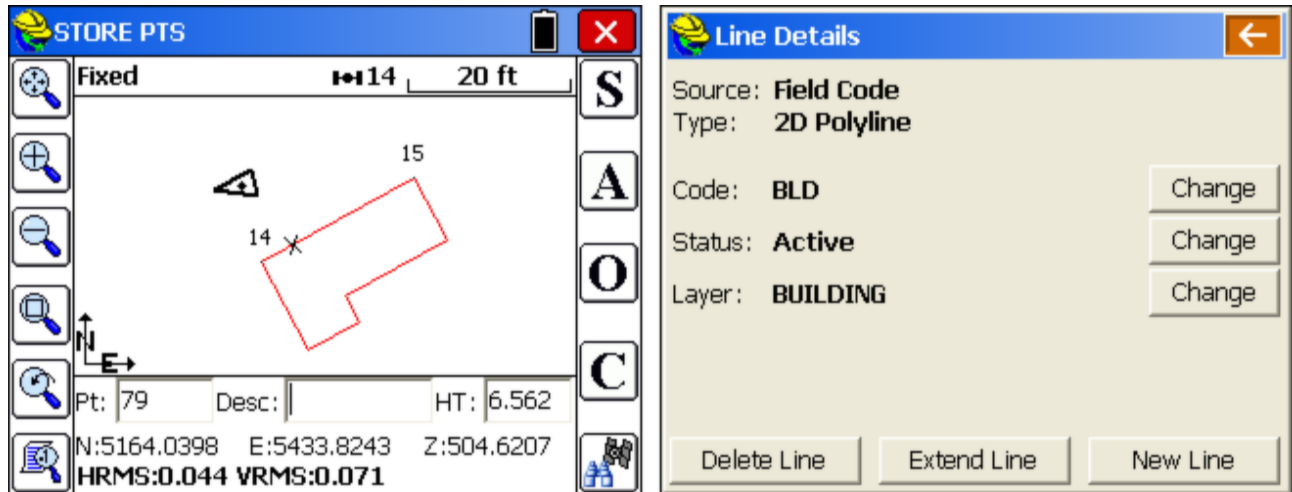 STORE PTS
Fixed 14 20 ft
S
15
A
14
O
N
E
C
Pt: 79 Desc: HT: 6.562
N:5164.0398 E:5433.8243 Z:504.6207
HRMS:0.044 VRMS:0.071
Line Details
Source: Field Code
Type: 2D Polyline
Code: BLD Change
Status: Active Change
Layer: BUILDING Change
Delete Line Extend Line New Line